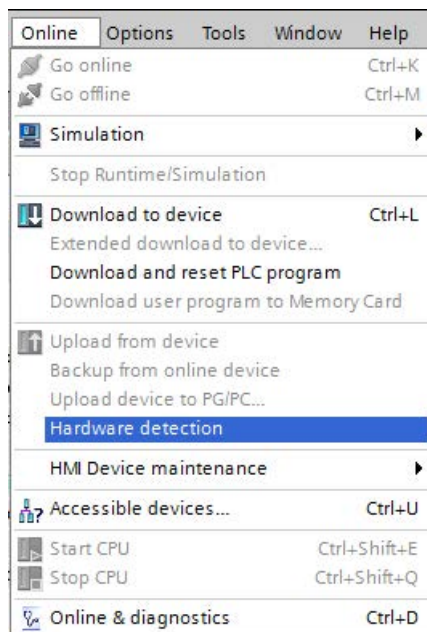 Online Options Tools Window Help
Go online Ctrl+K
Go offline Ctrl+M
Simulation
Stop Runtime/Simulation
Download to device Ctrl+L
Extended download to device...
Download and reset PLC program
Download user program to Memory Card
Upload from device
Backup from online device
Upload device to PG/PC...
Hardware detection
HMI Device maintenance
Accessible devices... Ctrl+U
Start CPU Ctrl+Shift+E
Stop CPU Ctrl+Shift+Q
Online & diagnostics Ctrl+D